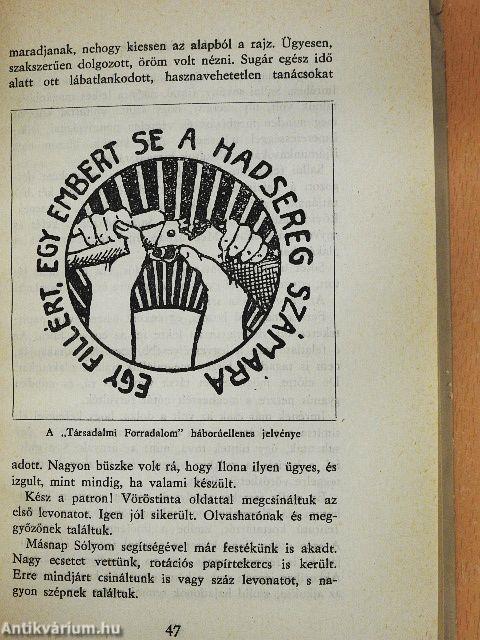 maradjanak, nehogy kiessen az alapból a rajz. Ügyesen,
szakszerűen dolgozott, öröm volt nézni. Sugár egész idő
alatt ott lábatlankodott, hasznavehetetlen tanácsokat
EGY FILLÉRT, EGY EMBERT SE A HADSEREG SZÁMÁRA
A „Társadalmi Forradalom" háborúellenes jelvénye
adott. Nagyon büszke volt rá, hogy Ilona ilyen ügyes, és
izgult, mint mindig, ha valami készült.
Kész a patron! Vöröstinta oldattal megcsináltuk az
első levonatot. Igen jól sikerült. Olvashatónak és meg-
győzőnek találtuk.
Másnap Sólyom segítségével már festékünk is akadt.
Nagy ecsetet vettünk, rotációs papírtekercs is került.
Erre mindjárt csináltunk is vagy száz levonatot, s na-
gyon szépnek találtuk.
47
Antikvárium.hu